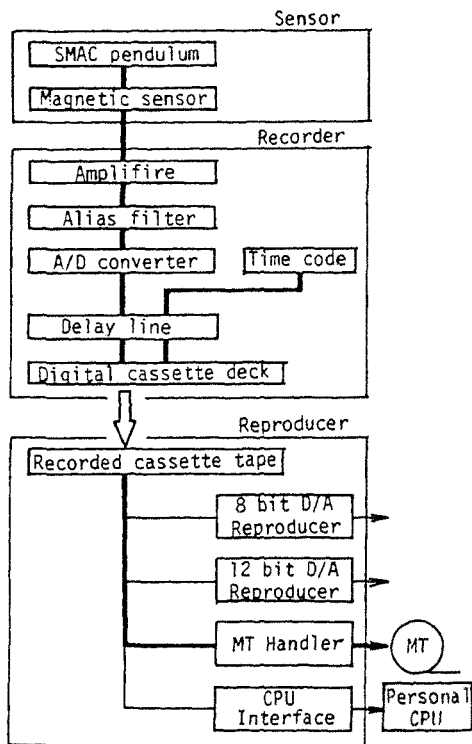 Sensor
SMAC pendulum
Magnetic sensor
Recorder
Amplifire
Alias filter
A/D converter
Time code
Delay line
Digital cassette deck
Reproducer
Recorded cassette tape
8 bit D/A
Reproducer
12 bit D/A
Reproducer
MT Handler
MT
CPU
Interface
Personal
CPU